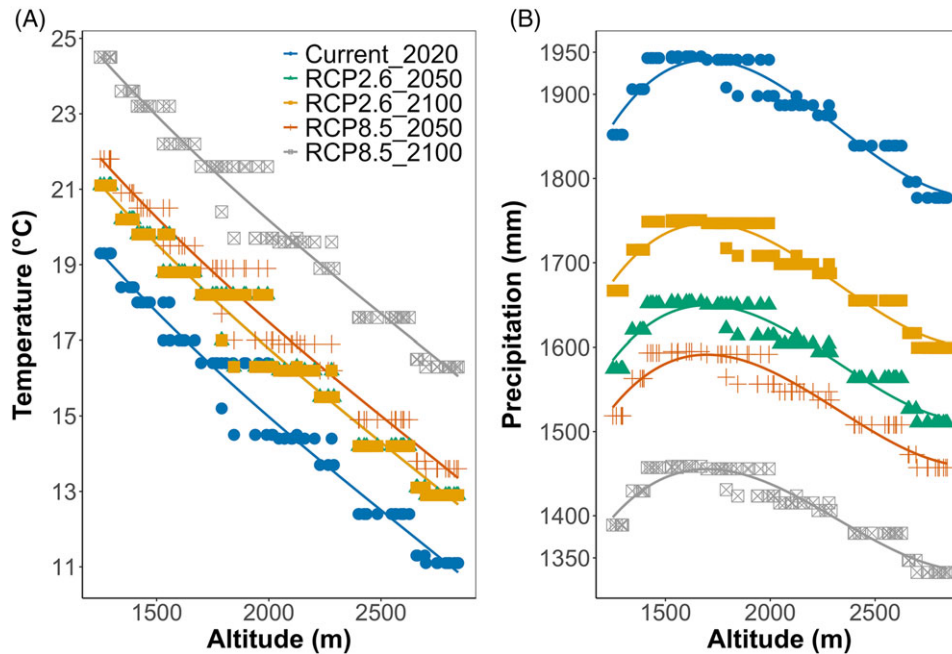 (A)
25
23
21
19
17
15
13
11
Temperature (°C)
1500
2000
2500
Altitude (m)
Current_2020
RCP2.6_2050
RCP2.6_2100
RCP8.5_2050
RCP8.5_2100
(B)
1950
1900
1700
1600
1500
1400
1350
Precipitation (mm)
1500
2000
2500
Altitude (m)